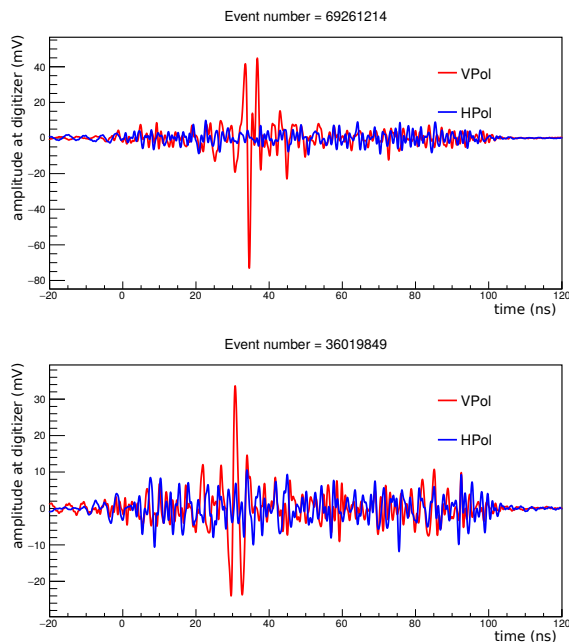 Event number = 69261214
amplitude at digitizer (mV)
40
20
0
−20
−40
−60
−80
VPol
HPol
−20 0 20 40 60 80 100 120
time (ns)
Event number = 36019849
amplitude at digitizer (mV)
30
20
10
0
−10
−20
VPol
HPol
−20 0 20 40 60 80 100 120
time (ns)